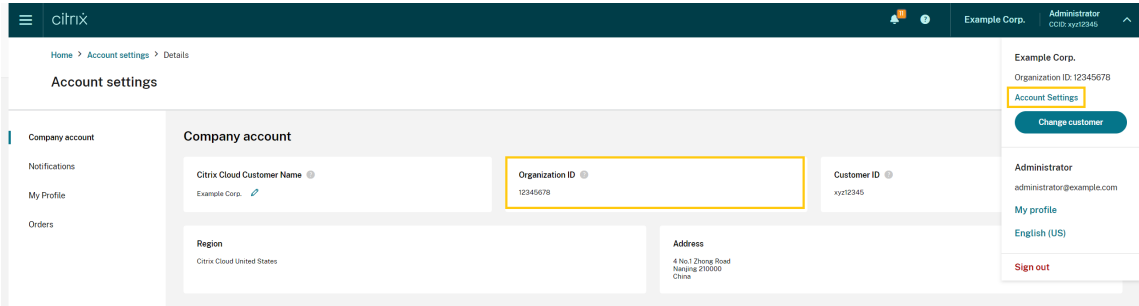 citrix
11
?
Example Corp.
Administrator
CCID: xyz12345
Home > Account settings > Details
Account settings
Example Corp.
Organization ID: 12345678
Account Settings
Change customer
Administrator
administrator@example.com
My profile
English (US)
Sign out
Company account
Notifications
My Profile
Orders
Company account
Citrix Cloud Customer Name ?
Example Corp.
Organization ID ?
12345678
Customer ID ?
xyz12345
Region
Citrix Cloud United States
Address
4 No.1 Zhong Road
Nanjing 210000
China